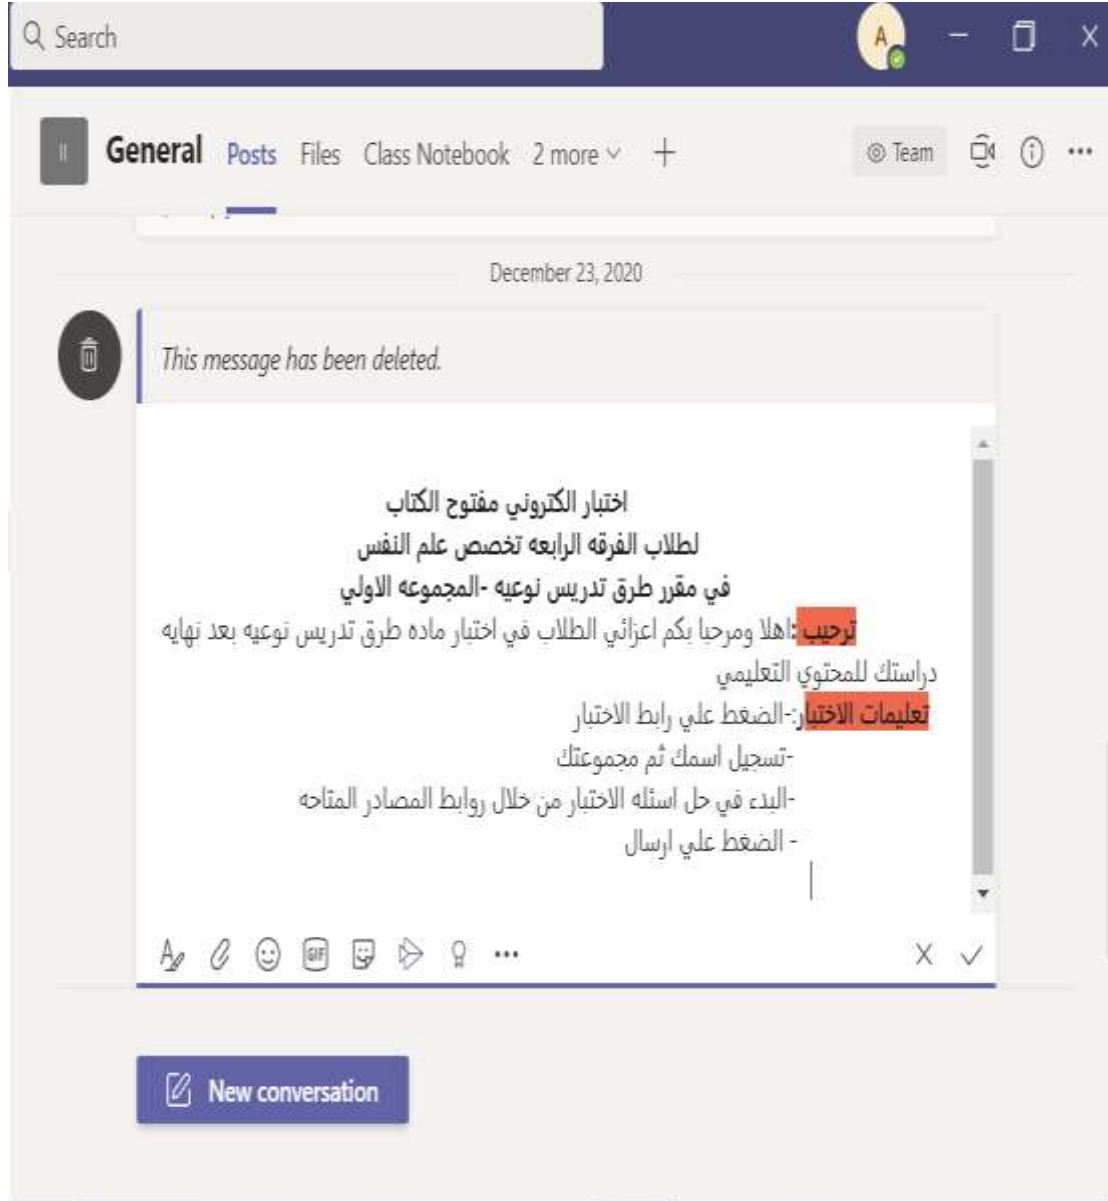 Search
A
General Posts Files Class Notebook 2 more +
Team
December 23, 2020
This message has been deleted.
اختبار الكتروني مفتوح الكتاب
لطلاب الفرقه الرابعه تخصص علم النفس
في مقرر طرق تدريس نوعيه -المجموعه الاولي
ترحيب :اهلا ومرحبا بكم اعزائي الطلاب في اختبار ماده طرق تدريس نوعيه بعد نهايه
دراستك للمحتوي التعليمي
تعليمات الاختبار:-الضغط علي رابط الاختبار
-تسجيل اسمك ثم مجموعتك
-البدء في حل اسئله الاختبار من خلال روابط المصادر المتاحه
- الضغط علي ارسال
GIF
New conversation